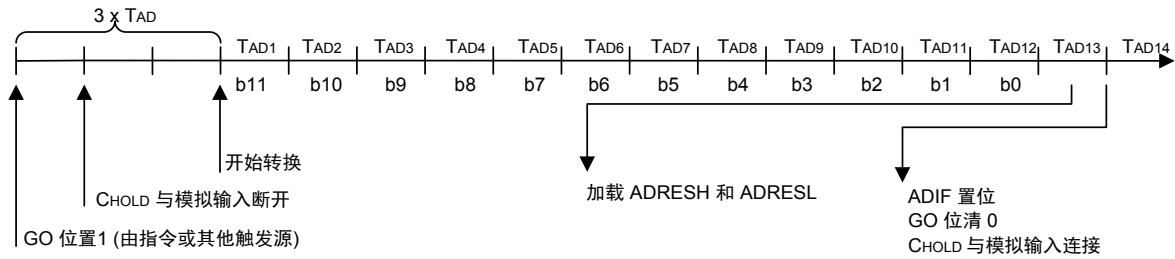 3 x TAD
TAD1 TAD2 TAD3 TAD4 TAD5 TAD6 TAD7 TAD8 TAD9 TAD10 TAD11 TAD12 TAD13 TAD14
b11 b10 b9 b8 b7 b6 b5 b4 b3 b2 b1 b0
开始转换
CHOLD 与模拟输入断开
GO 位置1 (由指令或其他触发源)
加载 ADRESH 和 ADRESL
ADIF 置位
GO 位清 0
CHOLD 与模拟输入连接